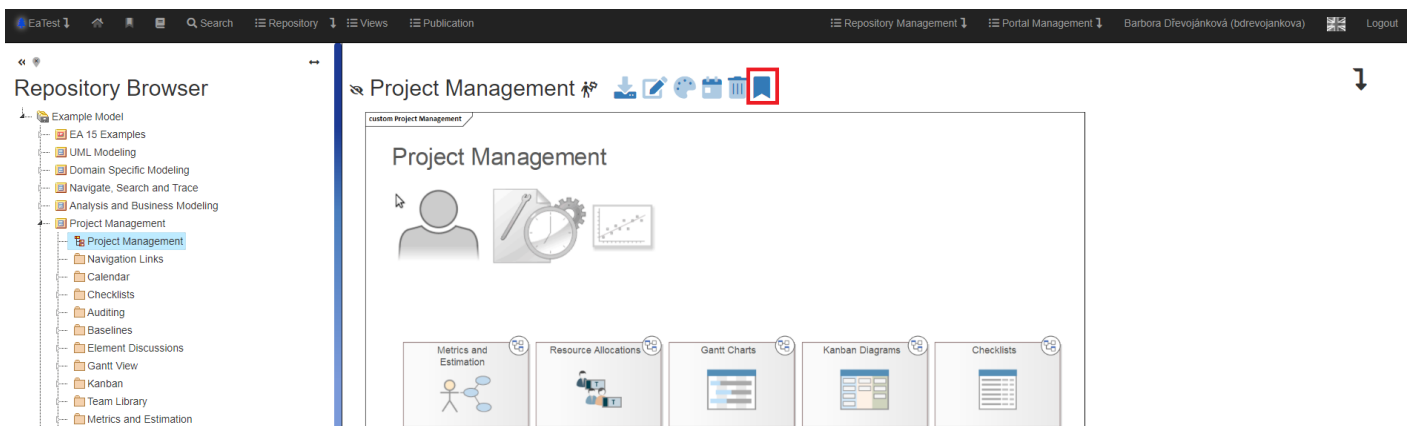 EaTest Search Repository Views Publication Repository Management Portal Management Barbora Dřevojánková (bdrevojankova) Logout
Repository Browser
Example Model
EA 15 Examples
UML Modeling
Domain Specific Modeling
Navigate, Search and Trace
Analysis and Business Modeling
Project Management
Project Management
Navigation Links
Calendar
Checklists
Auditing
Baselines
Element Discussions
Gantt View
Kanban
Team Library
Metrics and Estimation
Project Management
custom Project Management
Project Management
Metrics and
Estimation
Resource Allocations
T
T
Gantt Charts
Kanban Diagrams
Checklists